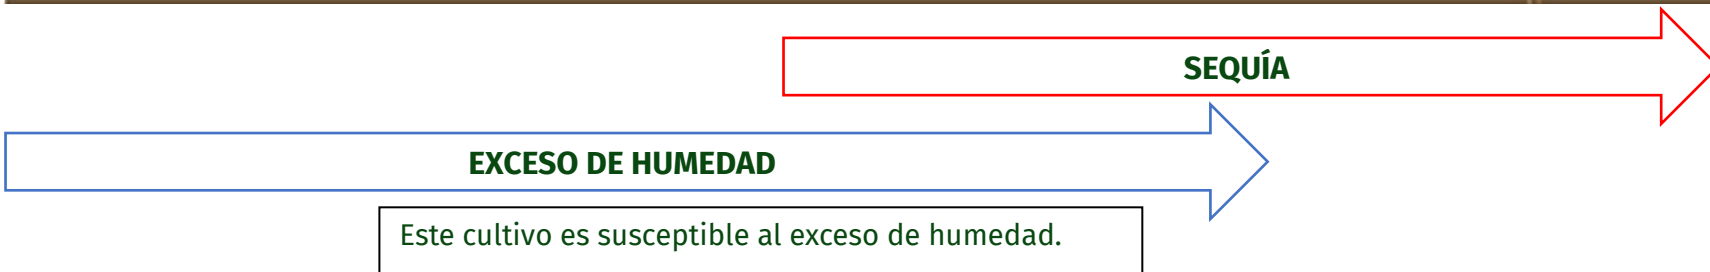 SEQUÍA
EXCESO DE HUMEDAD
Este cultivo es susceptible al exceso de humedad.